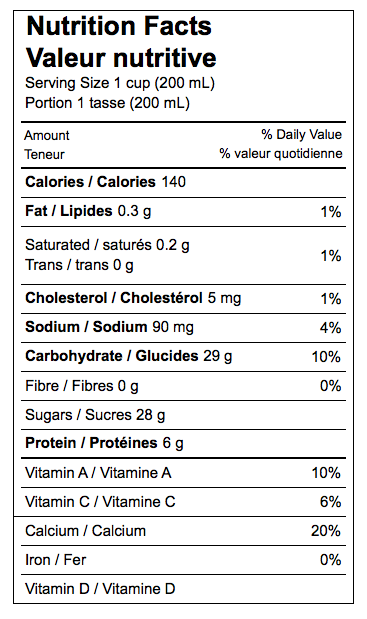 Nutrition Facts
Valeur nutritive
Serving Size 1 cup (200 mL)
Portion 1 tasse (200 mL)
Amount % Daily Value
Teneur % valeur quotidienne
Calories / Calories 140
Fat / Lipides 0.3 g 1%
Saturated / saturés 0.2 g
Trans / trans 0 g 1%
Cholesterol / Cholestérol 5 mg 1%
Sodium / Sodium 90 mg 4%
Carbohydrate / Glucides 29 g 10%
Fibre / Fibres 0 g 0%
Sugars / Sucres 28 g
Protein / Protéines 6 g
Vitamin A / Vitamine A 10%
Vitamin C / Vitamine C 6%
Calcium / Calcium 20%
Iron / Fer 0%
Vitamin D / Vitamine D